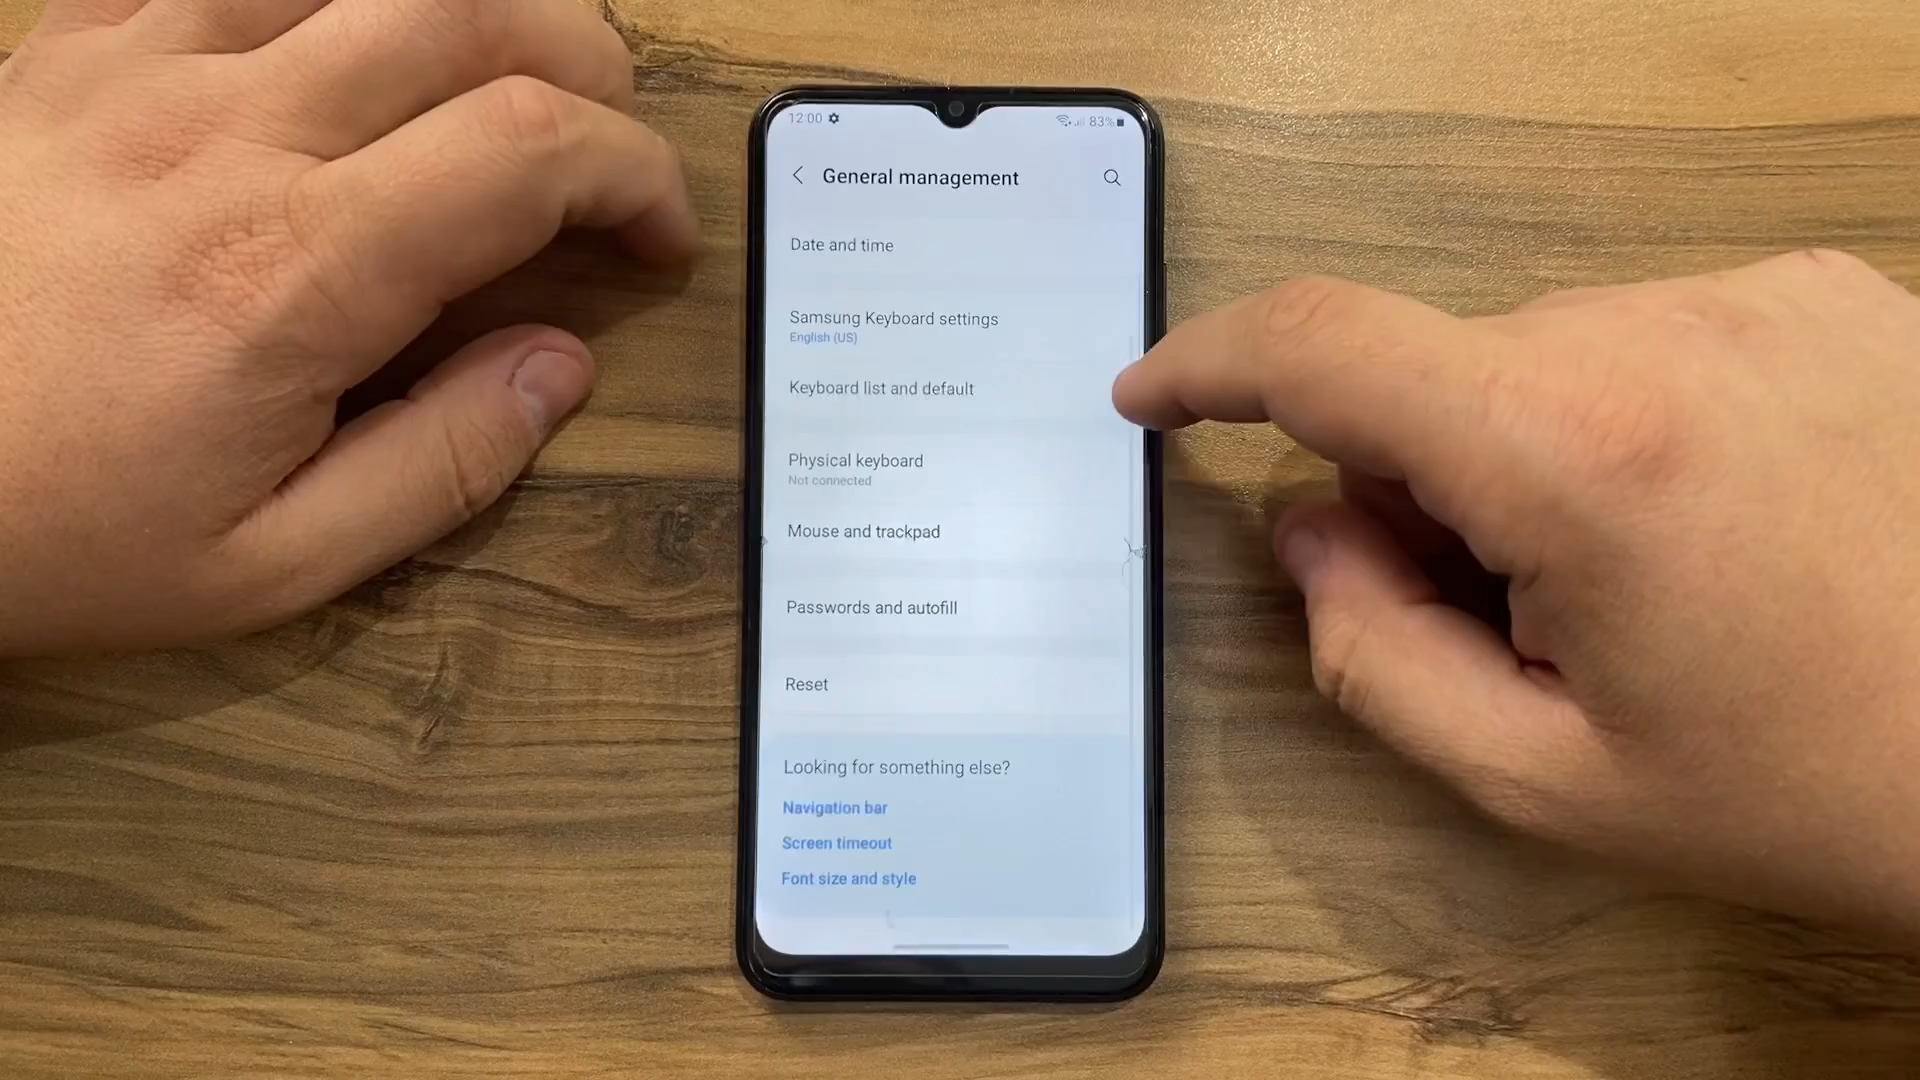 12:00
83%
General management
Date and time
Samsung Keyboard settings
English (US)
Keyboard list and default
Physical keyboard
Not connected
Mouse and trackpad
Passwords and autofill
Reset
Looking for something else?
Navigation bar
Screen timeout
Font size and style